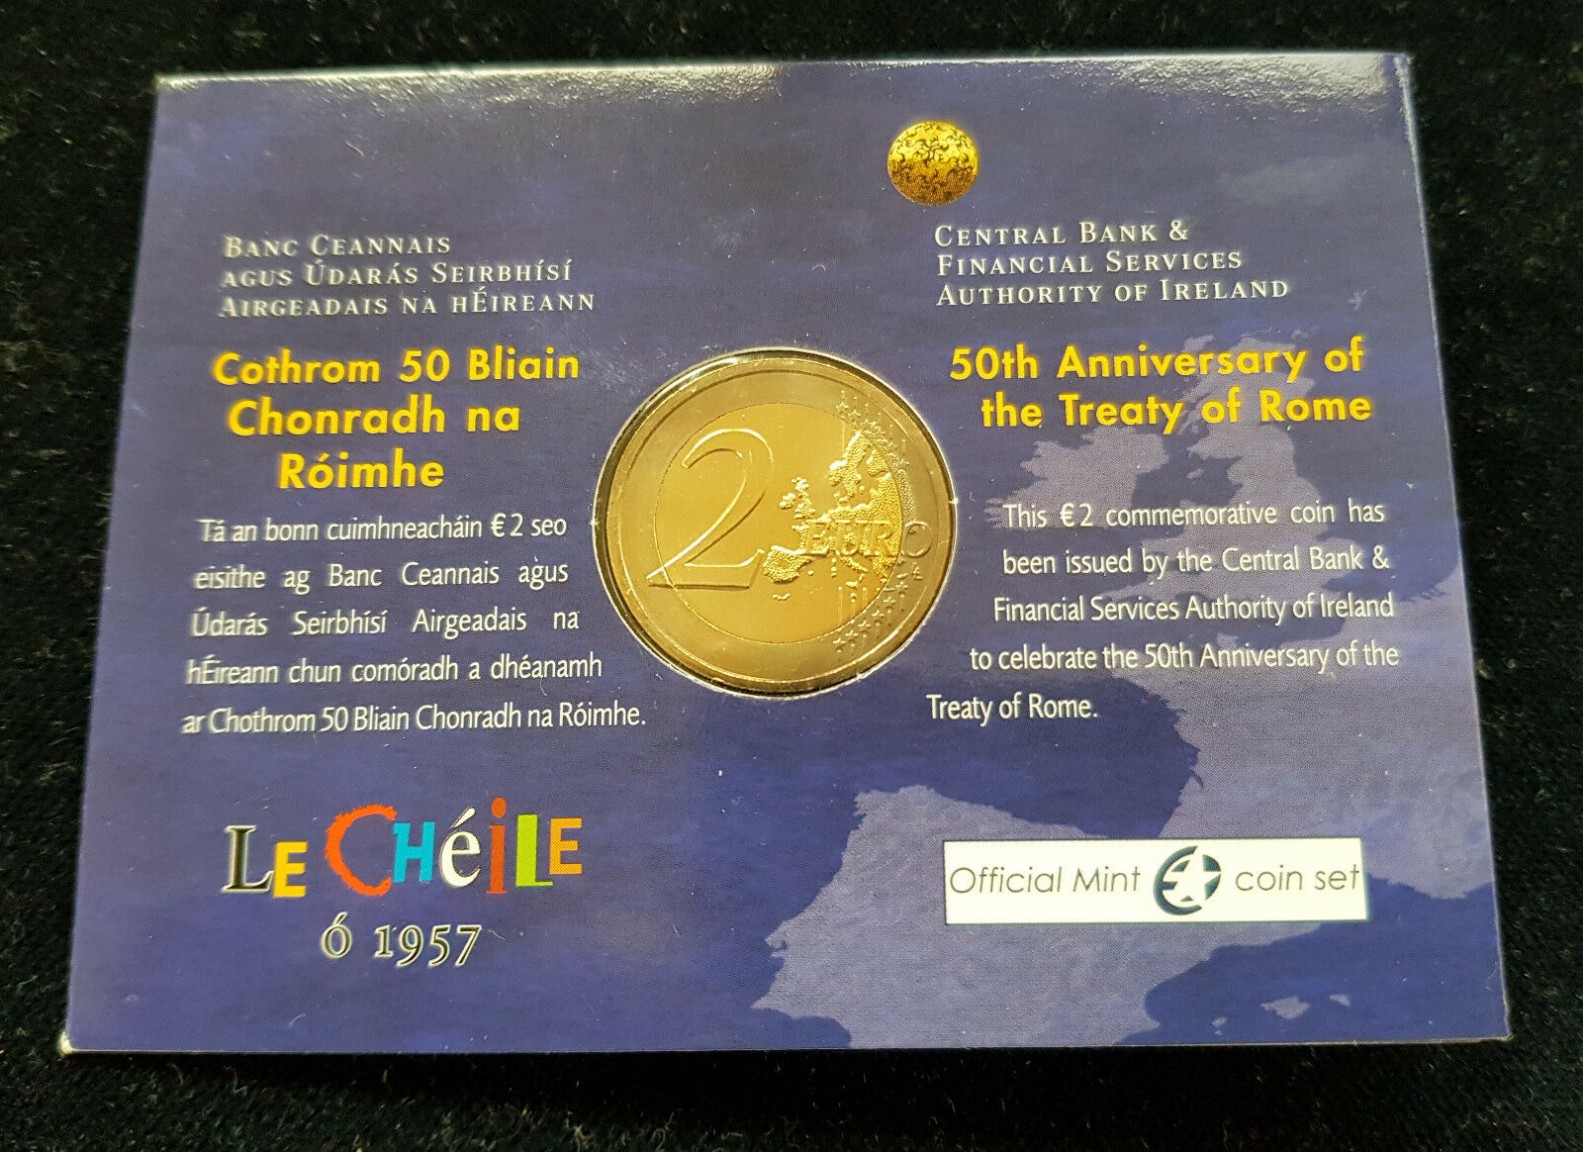 BANC CEANNAIS
AGUS ÚDARÁS SEIRBHÍSÍ
AIRGEADAIS NA HÉIREANN
Cothrom 50 Bliain
Chonradh na
Róimhe
Tá an bonn cuimhneacháin €2 seo
eisithe ag Banc Ceannais agus
Údarás Seirbhísí Airgeadais na
hÉireann chun comóradh a dhéanamh
ar Chothrom 50 Bliain Chonradh na Róimhe.
LE CHéiLE
ó 1957
2 EURO
CENTRAL BANK &
FINANCIAL SERVICES
AUTHORITY OF IRELAND
50th Anniversary of
the Treaty of Rome
This €2 commemorative coin has
been issued by the Central Bank &
Financial Services Authority of Ireland
to celebrate the 50th Anniversary of the
Treaty of Rome.
Official Mint coin set